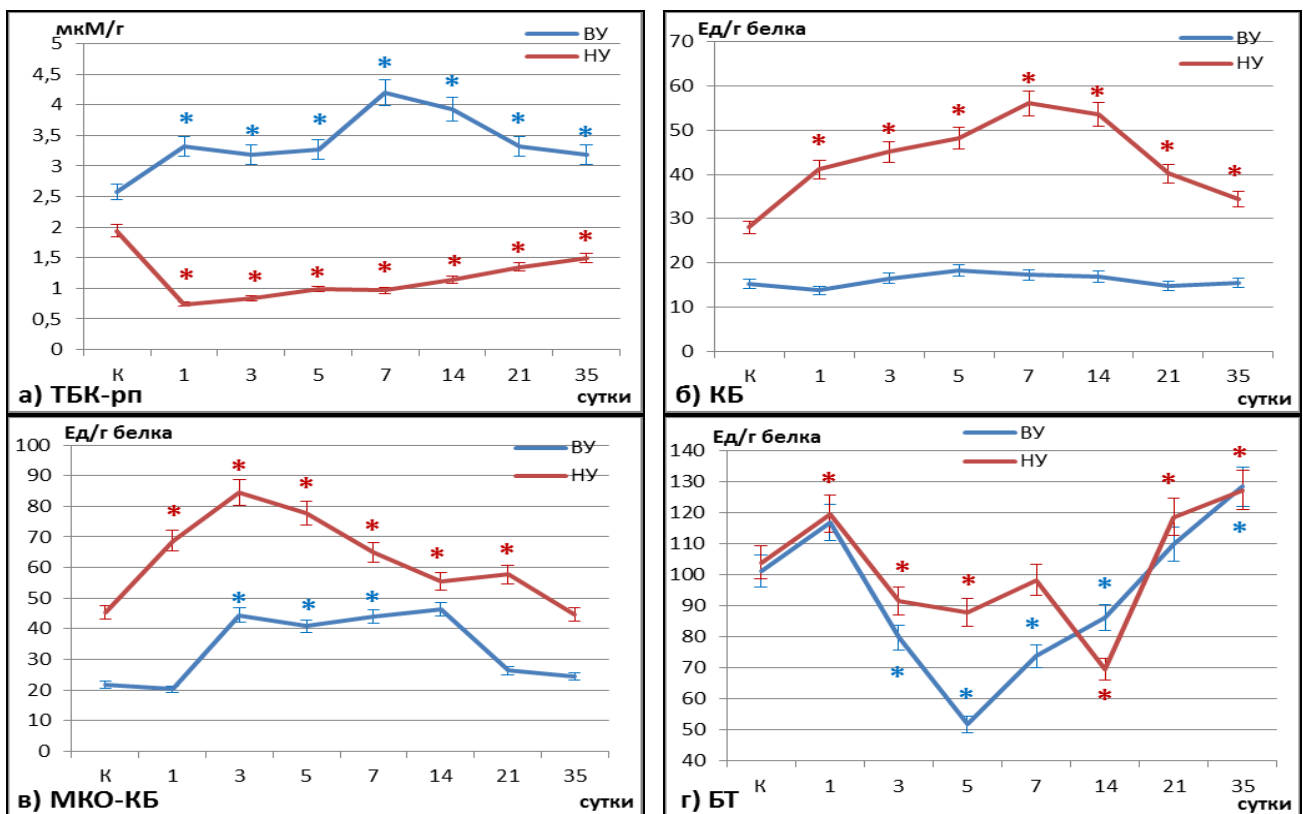 мкМ/г
ВУ
НУ
5
4,5
4
3,5
3
2,5
2
1,5
1
0,5
0
* * * * * * *
* * * * * * *
К 1 3 5 7 14 21 35
а) ТБК-рп
сутки
Ед/г белка
ВУ
НУ
70
60
50
40
30
20
10
0
* * * * * * *
К 1 3 5 7 14 21 35
б) КБ
сутки
Ед/г белка
ВУ
НУ
100
90
80
70
60
50
40
30
20
10
0
* * * * * *
* * *
К 1 3 5 7 14 21 35
в) МКО-КБ
сутки
Ед/г белка
ВУ
НУ
140
130
120
110
100
90
80
70
60
50
40
* * * * * *
* * * * *
К 1 3 5 7 14 21 35
г) БТ
сутки